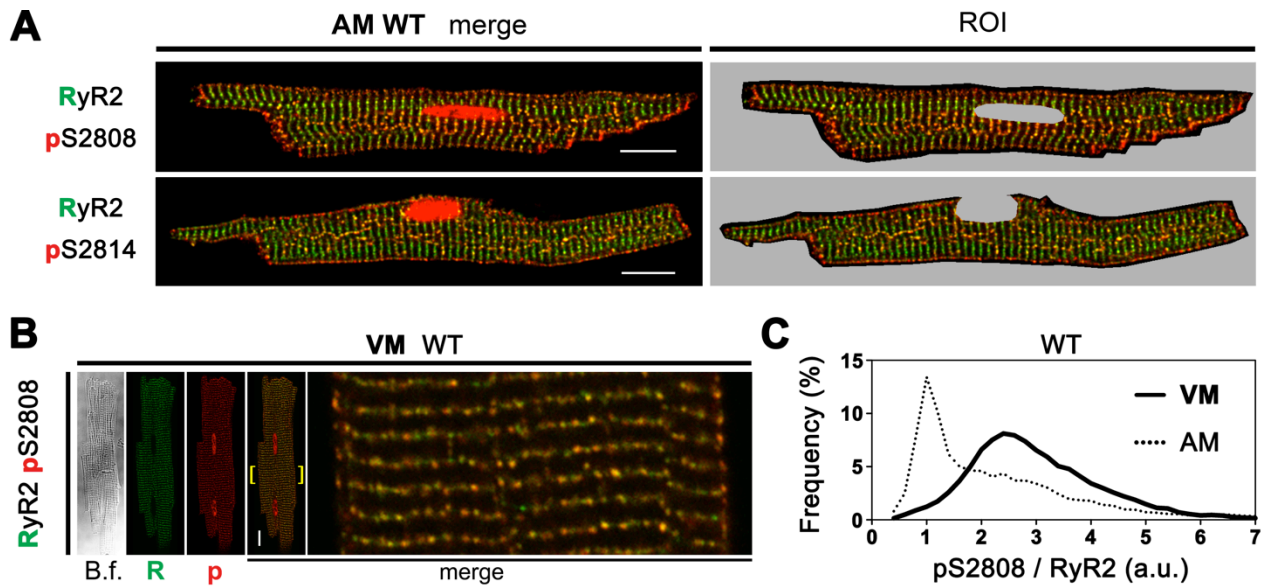 A
AM WT merge
ROI
RyR2
pS2808
RyR2
pS2814
B
VM WT
RyR2 pS2808
[ ]
B.f.
R
p
merge
C
WT
Frequency (%)
15
10
5
0
VM
AM
0 1 2 3 4 5 6 7
pS2808 / RyR2 (a.u.)